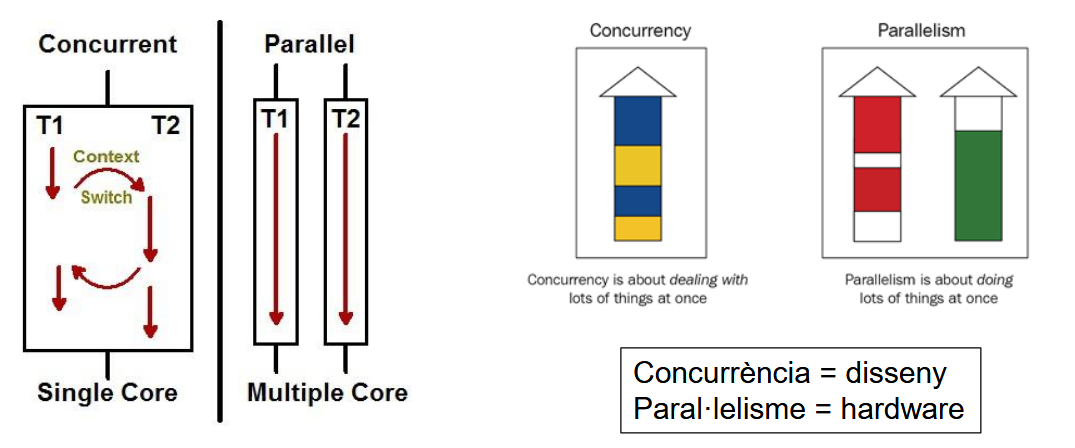 Concurrent
T1 T2
Context
Switch
Single Core
Parallel
T1 T2
Multiple Core
Concurrency
Concurrency is about dealing with
lots of things at once
Parallelism
Parallelism is about doing
lots of things at once
Concurrència = disseny
Paral·lelisme = hardware